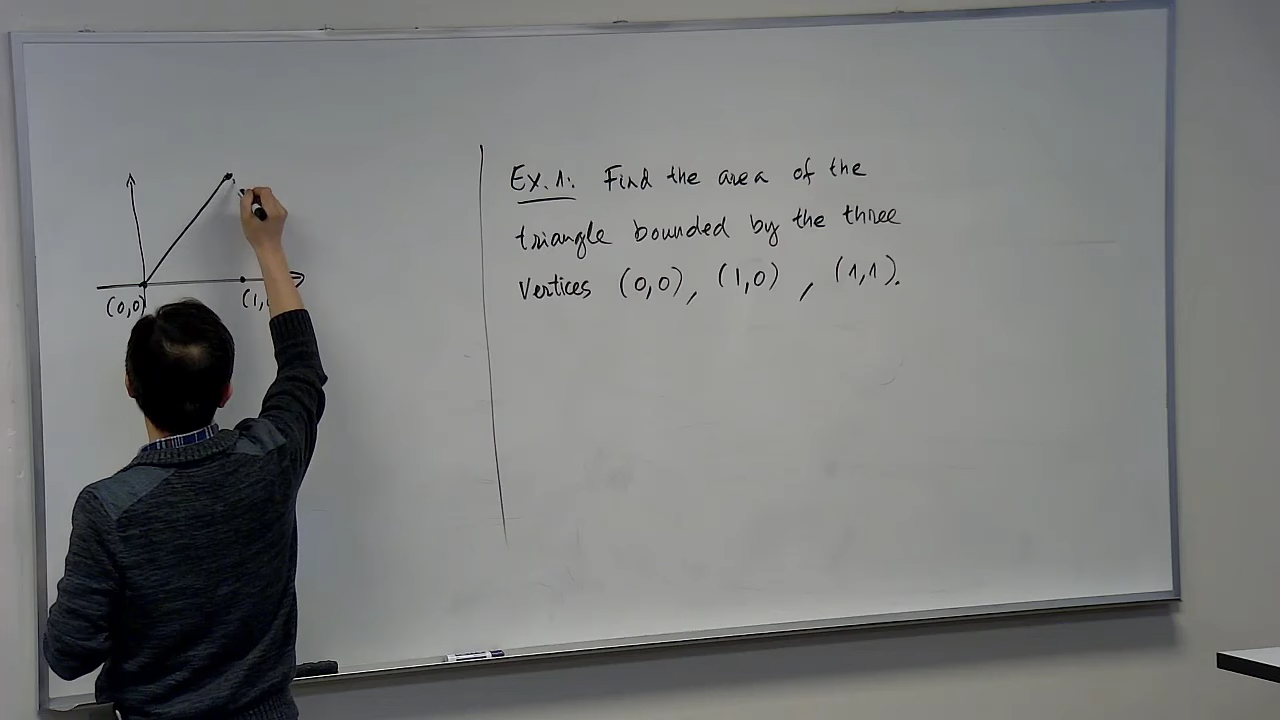 (0,0)
(1,
Ex. 1: Find the area of the
triangle bounded by the three
vertices (0,0), (1,0) , (1,1).